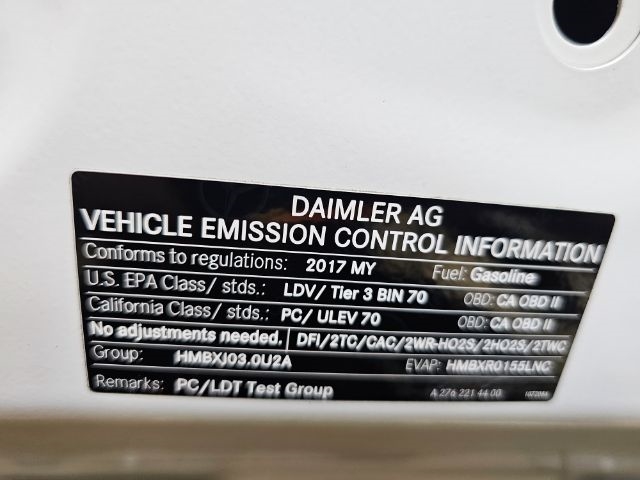 DAIMLER AG
VEHICLE EMISSION CONTROL INFORMATION
Conforms to regulations: 2017 MY Fuel: Gasoline
U.S. EPA Class/ stds.: LDV/ Tier 3 BIN 70 OBD: CA OBD II
California Class/ stds.: PC/ ULEV 70 OBD: CA OBD II
No adjustments needed. DFI/2TC/CAC/2WR-HO2S/2HO2S/2TWC
Group: HMBXJ03.0U2A EVAP: HMBXR0155LNC
Remarks: PC/LDT Test Group A 276 221 44 00